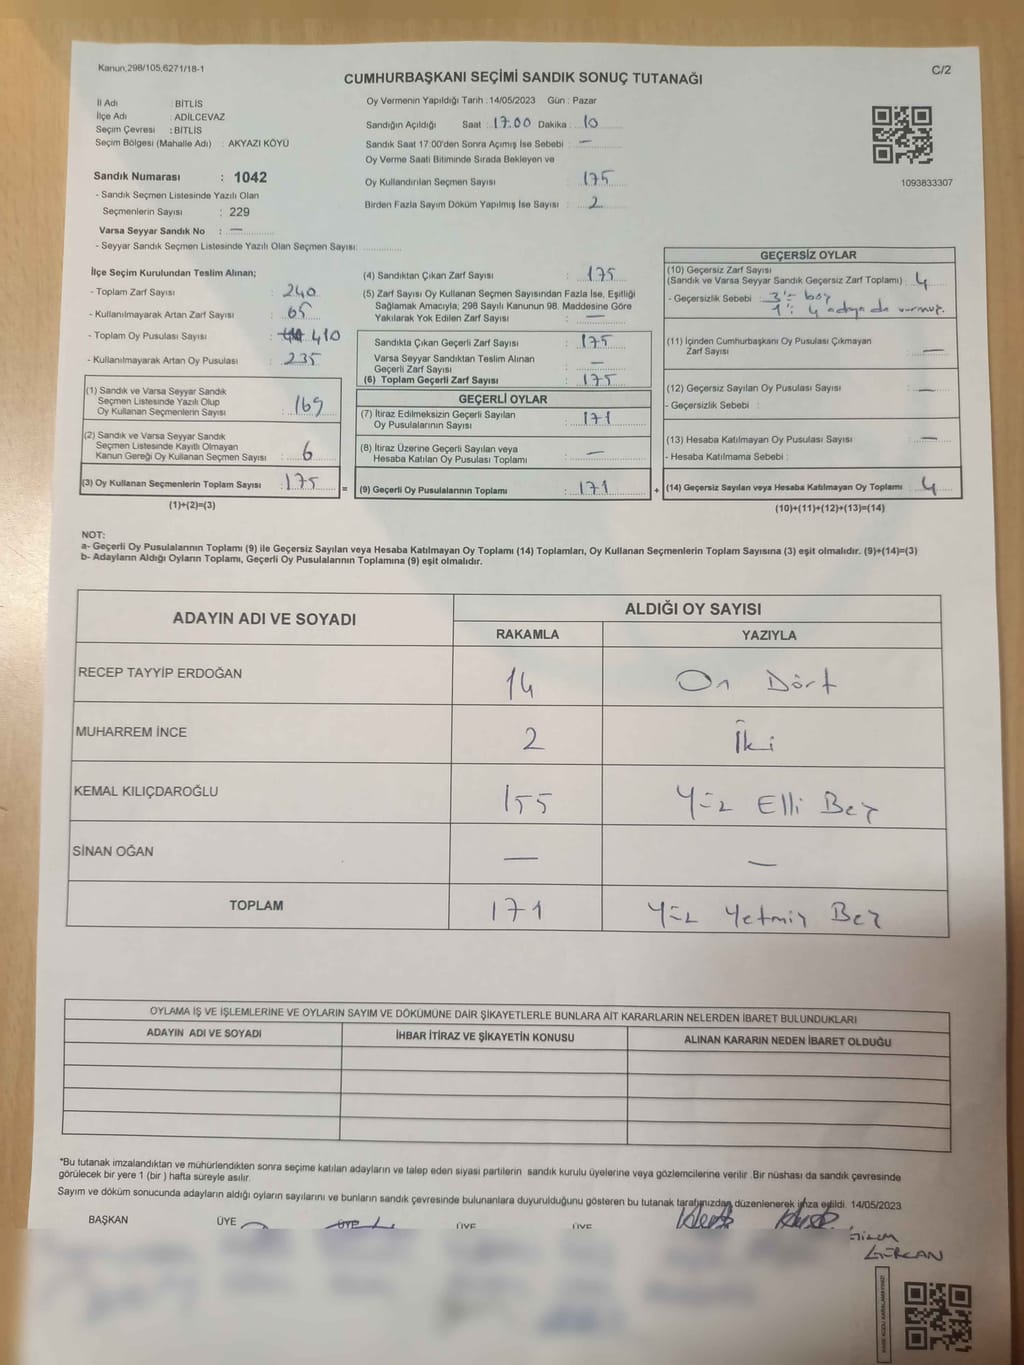 Kanun,298/105,6271/18-1
C/2
CUMHURBAŞKANI SEÇİMİ SANDIK SONUÇ TUTANAĞI
İl Adı : BİTLİS
İlçe Adı : ADİLCEVAZ
Seçim Çevresi : BİTLİS
Seçim Bölgesi (Mahalle Adı) : AKYAZI KÖYÜ
Sandık Numarası : 1042
- Sandık Seçmen Listesinde Yazılı Olan
Seçmenlerin Sayısı : 229
Varsa Seyyar Sandık No : —
- Seyyar Sandık Seçmen Listesinde Yazılı Olan Seçmen Sayısı:
Oy Vermenin Yapıldığı Tarih : 14/05/2023 Gün : Pazar
Sandığın Açıldığı Saat : 17.00 Dakika : 10
Sandık Saat 17:00'den Sonra Açımış İse Sebebi : —
Oy Verme Saati Bitiminde Sırada Bekleyen ve
Oy Kullandırılan Seçmen Sayısı : 175
Birden Fazla Sayım Döküm Yapılmış İse Sayısı : 2
1093833307
İlçe Seçim Kurulundan Teslim Alınan;
- Toplam Zarf Sayısı : 240
- Kullanılmayarak Artan Zarf Sayısı : 65
- Toplam Oy Pusulası Sayısı : 410
- Kullanılmayarak Artan Oy Pusulası : 235
(1) Sandık ve Varsa Seyyar Sandık
Seçmen Listesinde Yazılı Olup
Oy Kullanan Seçmenlerin Sayısı : 169
(2) Sandık ve Varsa Seyyar Sandık
Seçmen Listesinde Kayıtlı Olmayan
Kanun Gereği Oy Kullanan Seçmen Sayısı : 6
(3) Oy Kullanan Seçmenlerin Toplam Sayısı : 175 =
(1)+(2)=(3)
(4) Sandıktan Çıkan Zarf Sayısı : 175
(5) Zarf Sayısı Oy Kullanan Seçmen Sayısından Fazla İse, Eşitliği
Sağlamak Amacıyla; 298 Sayılı Kanunun 98. Maddesine Göre
Yakılarak Yok Edilen Zarf Sayısı : —
Sandıkta Çıkan Geçerli Zarf Sayısı : 175
Varsa Seyyar Sandıktan Teslim Alınan
Geçerli Zarf Sayısı : —
(6) Toplam Geçerli Zarf Sayısı : 175
GEÇERLİ OYLAR
(7) İtiraz Edilmeksizin Geçerli Sayılan
Oy Pusulalarının Sayısı : 171
(8) İtiraz Üzerine Geçerli Sayılan veya
Hesaba Katılan Oy Pusulası Toplamı : —
(9) Geçerli Oy Pusulalarının Toplamı : 171 +
GEÇERSİZ OYLAR
(10) Geçersiz Zarf Sayısı
(Sandık ve Varsa Seyyar Sandık Geçersiz Zarf Toplamı) : 4
- Geçersizlik Sebebi : 3'ü boş
1'i 4 adaya da vermiş.
(11) İçinden Cumhurbaşkanı Oy Pusulası Çıkmayan
Zarf Sayısı : —
(12) Geçersiz Sayılan Oy Pusulası Sayısı : —
- Geçersizlik Sebebi :
(13) Hesaba Katılmayan Oy Pusulası Sayısı : —
- Hesaba Katılmama Sebebi :
(14) Geçersiz Sayılan veya Hesaba Katılmayan Oy Toplamı : 4
(10)+(11)+(12)+(13)=(14)
NOT:
a- Geçerli Oy Pusulalarının Toplamı (9) ile Geçersiz Sayılan veya Hesaba Katılmayan Oy Toplamı (14) Toplamları, Oy Kullanan Seçmenlerin Toplam Sayısına (3) eşit olmalıdır. (9)+(14)=(3)
b- Adayların Aldığı Oyların Toplamı, Geçerli Oy Pusulalarının Toplamına (9) eşit olmalıdır.
ADAYIN ADI VE SOYADI ALDIĞI OY SAYISI
RAKAMLA YAZIYLA
RECEP TAYYİP ERDOĞAN 14 On Dört
MUHARREM İNCE 2 İki
KEMAL KILIÇDAROĞLU 155 Yüz Elli Beş
SİNAN OĞAN — —
TOPLAM 171 Yüz Yetmiş Beş
OYLAMA İŞ VE İŞLEMLERİNE VE OYLARIN SAYIM VE DÖKÜMÜNE DAİR ŞİKAYETLERLE BUNLARA AİT KARARLARIN NELERDEN İBARET BULUNDUKLARI
ADAYIN ADI VE SOYADI İHBAR İTİRAZ VE ŞİKAYETİN KONUSU ALINAN KARARIN NEDEN İBARET OLDUĞU
*Bu tutanak imzalandıktan ve mühürlendikten sonra seçime katılan adayların ve talep eden siyasi partilerin sandık kurulu üyelerine veya gözlemcilerine verilir .Bir nüshası da sandık çevresinde
görülecek bir yere 1 (bir ) hafta süreyle asılır.
Sayım ve döküm sonucunda adayların aldığı oyların sayılarını ve bunların sandık çevresinde bulunanlara duyurulduğunu gösteren bu tutanak tarafımızdan düzenlenerek imza edildi. 14/05/2023
BAŞKAN ÜYE ÜYE ÜYE ÜYE
GÜRCAN